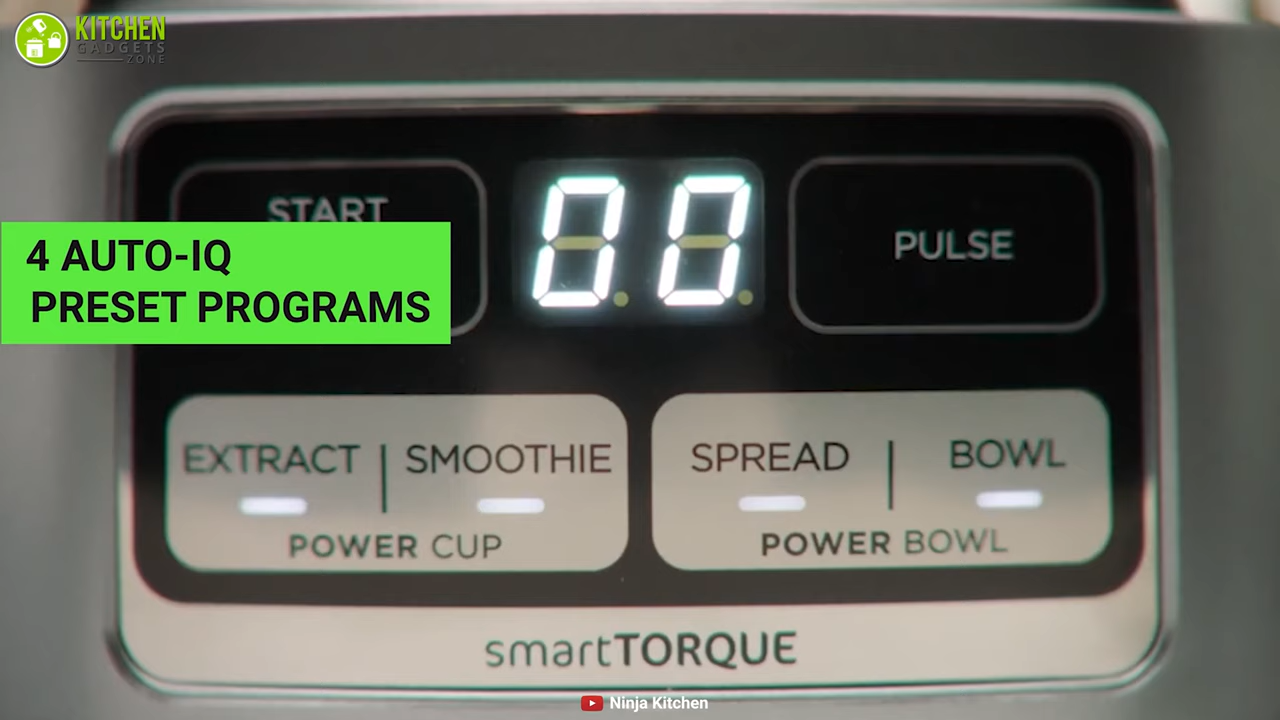 KITCHEN
GADGETS
ZONE
START
00
PULSE
4 AUTO-IQ
PRESET PROGRAMS
EXTRACT | SMOOTHIE
POWER CUP
SPREAD | BOWL
POWER BOWL
smartTORQUE
Ninja Kitchen